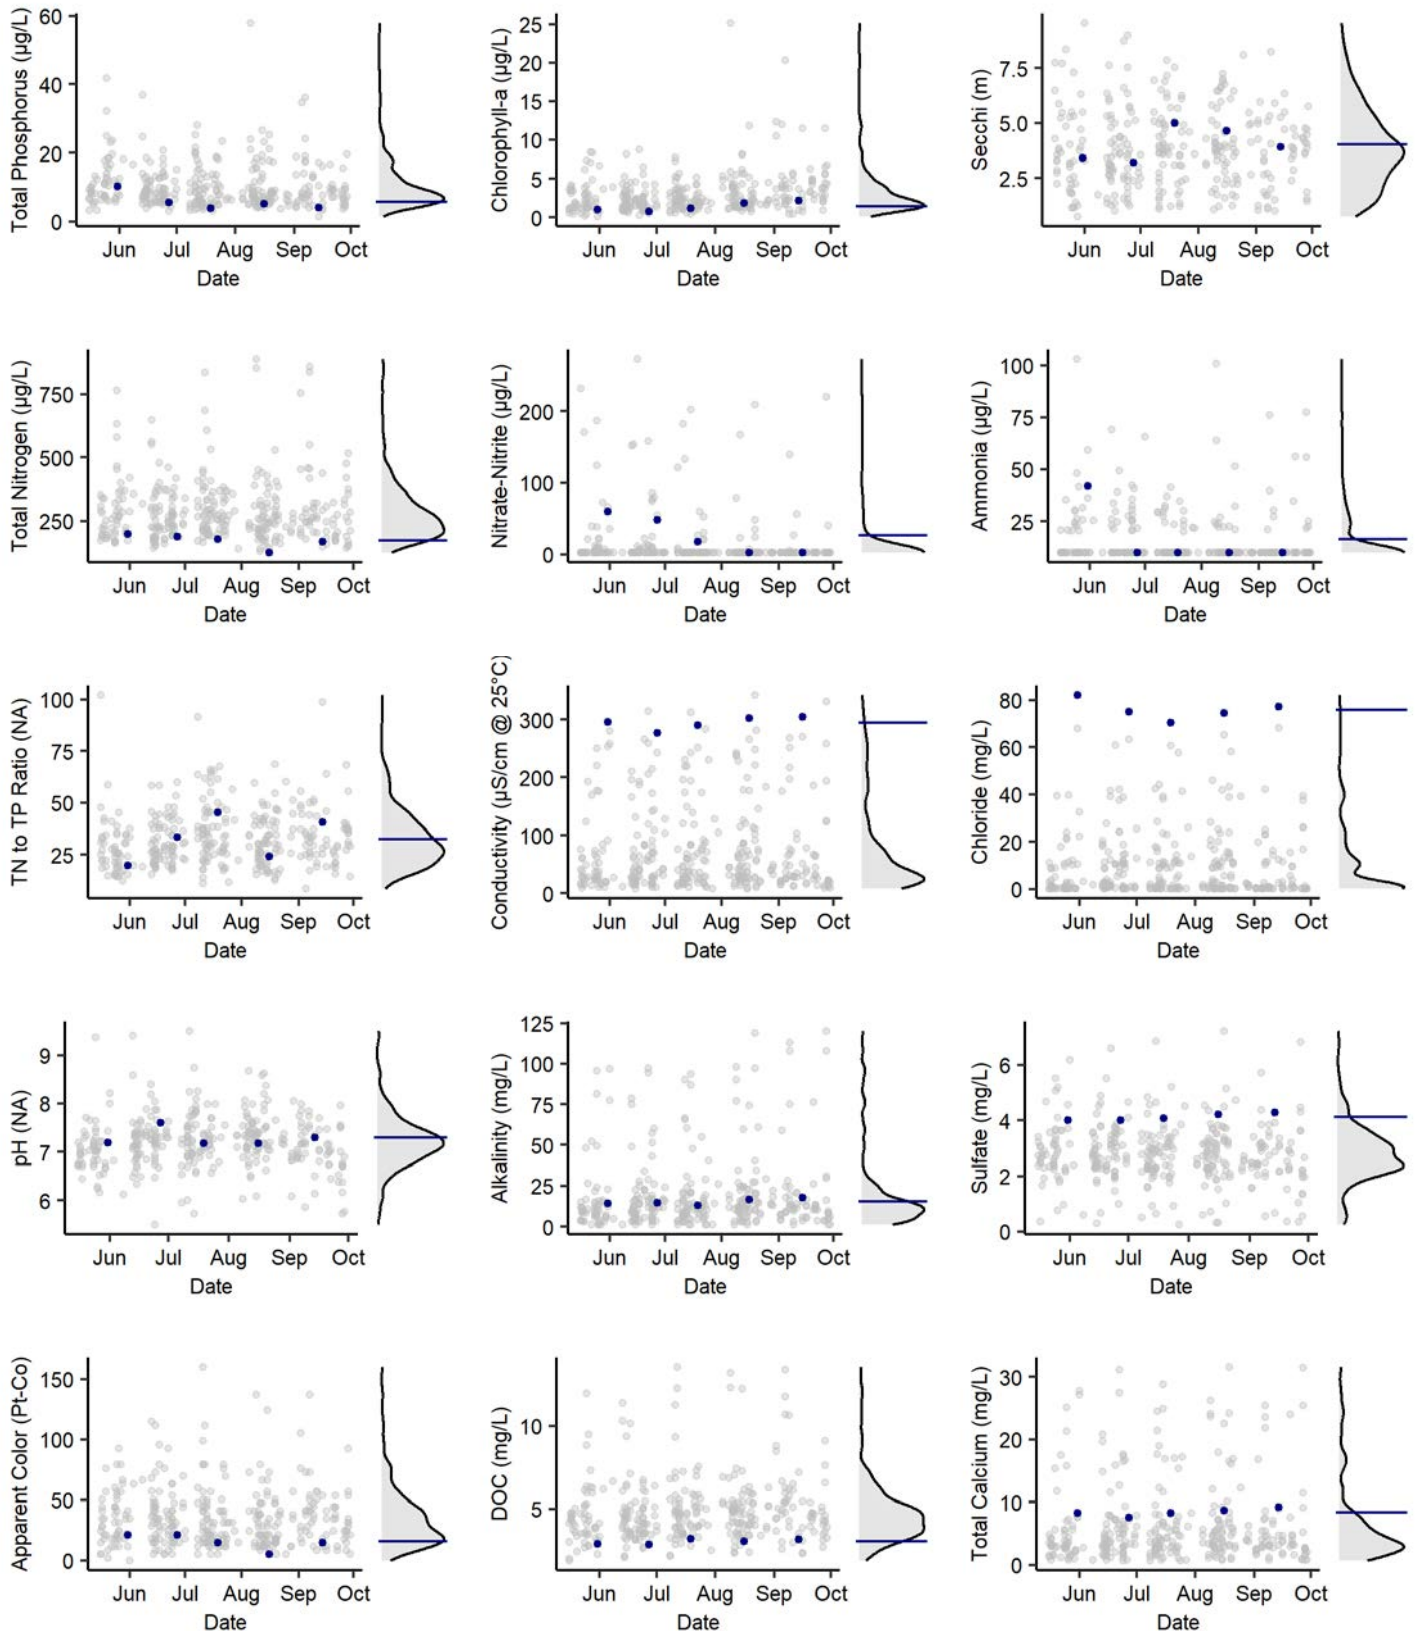 Total Phosphorus (µg/L)
60
40
20
0
Jun Jul Aug Sep Oct
Date
Chlorophyll-a (µg/L)
25
20
15
10
5
0
Jun Jul Aug Sep Oct
Date
Secchi (m)
7.5
5.0
2.5
Jun Jul Aug Sep Oct
Date
Total Nitrogen (µg/L)
750
500
250
Jun Jul Aug Sep Oct
Date
Nitrate-Nitrite (µg/L)
200
100
0
Jun Jul Aug Sep Oct
Date
Ammonia (µg/L)
100
75
50
25
Jun Jul Aug Sep Oct
Date
TN to TP Ratio (NA)
100
75
50
25
Jun Jul Aug Sep Oct
Date
Conductivity (µS/cm @ 25°C)
300
200
100
0
Jun Jul Aug Sep Oct
Date
Chloride (mg/L)
80
60
40
20
0
Jun Jul Aug Sep Oct
Date
pH (NA)
9
8
7
6
Jun Jul Aug Sep Oct
Date
Alkalinity (mg/L)
125
100
75
50
25
0
Jun Jul Aug Sep Oct
Date
Sulfate (mg/L)
6
4
2
0
Jun Jul Aug Sep Oct
Date
Apparent Color (Pt-Co)
150
100
50
0
Jun Jul Aug Sep Oct
Date
DOC (mg/L)
10
5
Jun Jul Aug Sep Oct
Date
Total Calcium (mg/L)
30
20
10
0
Jun Jul Aug Sep Oct
Date